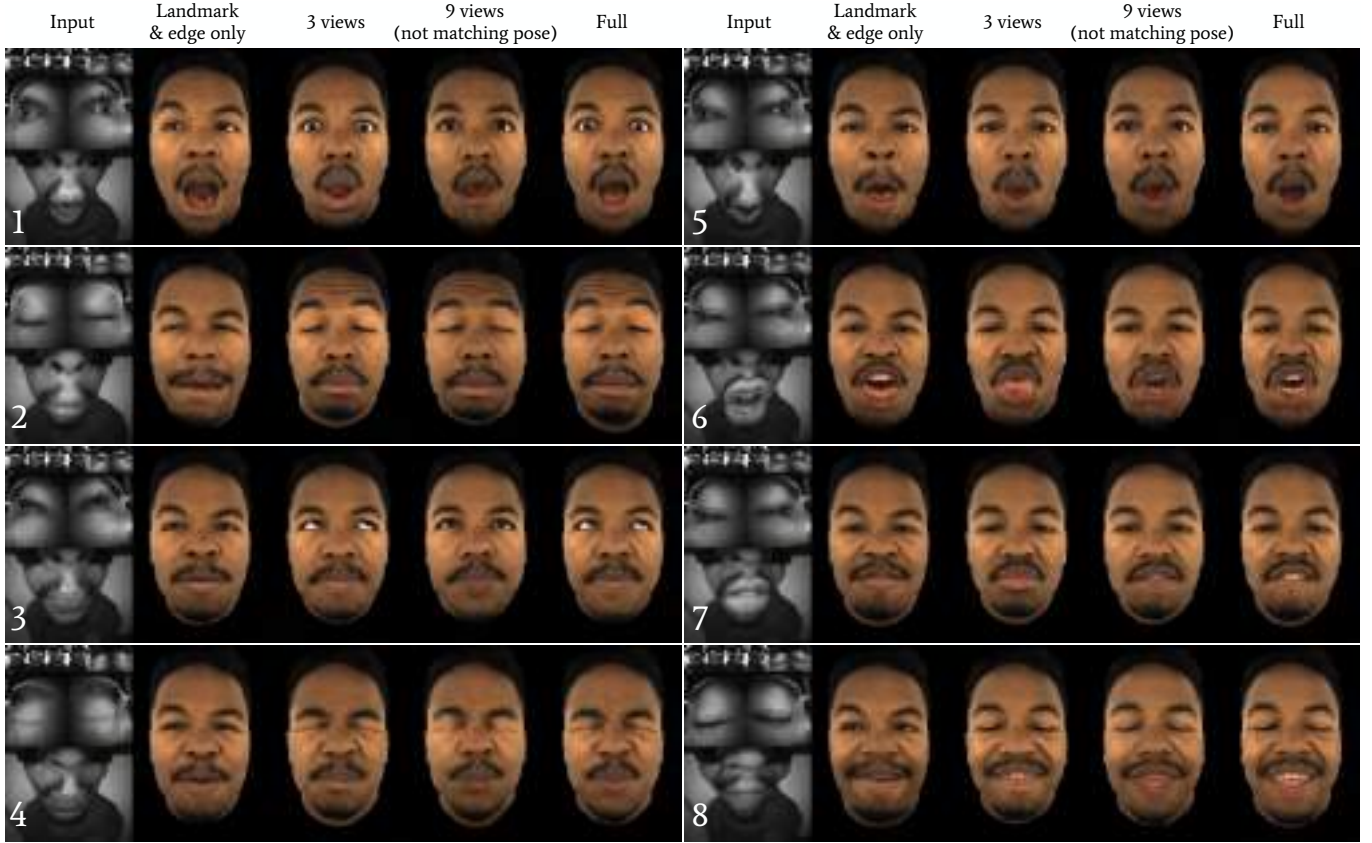 Input
Landmark
& edge only
3 views
9 views
(not matching pose)
Full
Input
Landmark
& edge only
3 views
9 views
(not matching pose)
Full
1
5
2
6
3
7
4
8